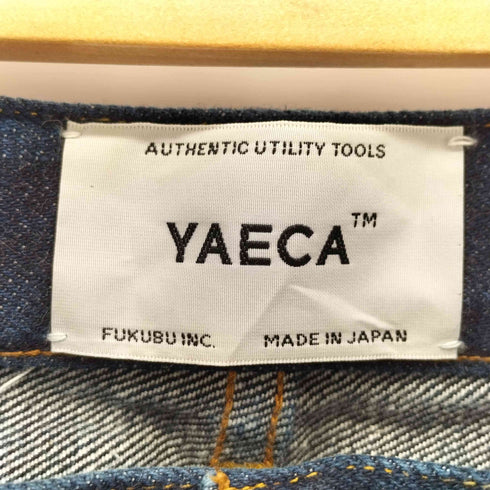 AUTHENTIC UTILITY TOOLS
YAECA™
FUKUBU INC. MADE IN JAPAN